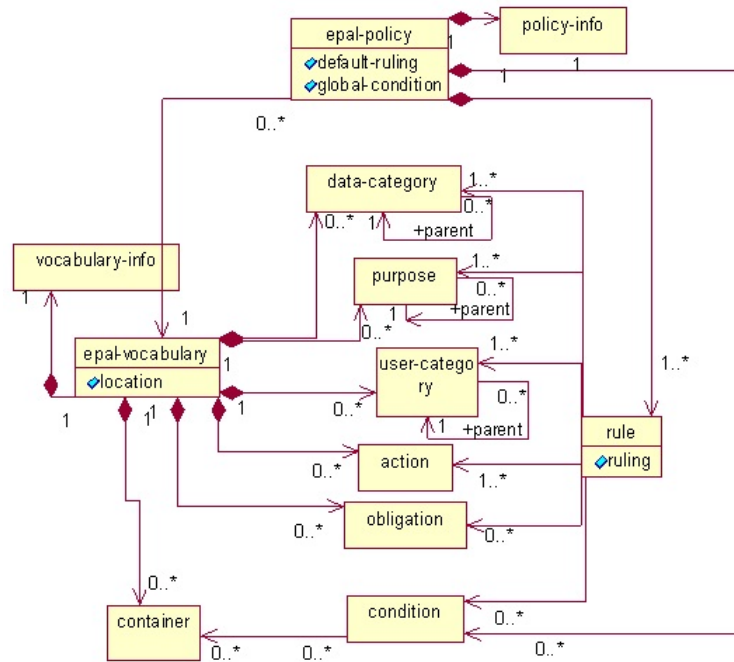 epal-policy
default-ruling
global-condition
1
policy-info
1
1
0..*
data-category
1..*
0..*
0..*
1
+parent
vocabulary-info
1
purpose
1..*
0..*
1
+parent
0..*
1
epal-vocabulary
location
1
1
1
1
1
user-catego
ry
1..*
0..*
0..*
1
+parent
1..*
rule
ruling
action
0..*
1..*
obligation
0..*
0..*
0..*
container
condition
0..*
0..*
0..*
0..*